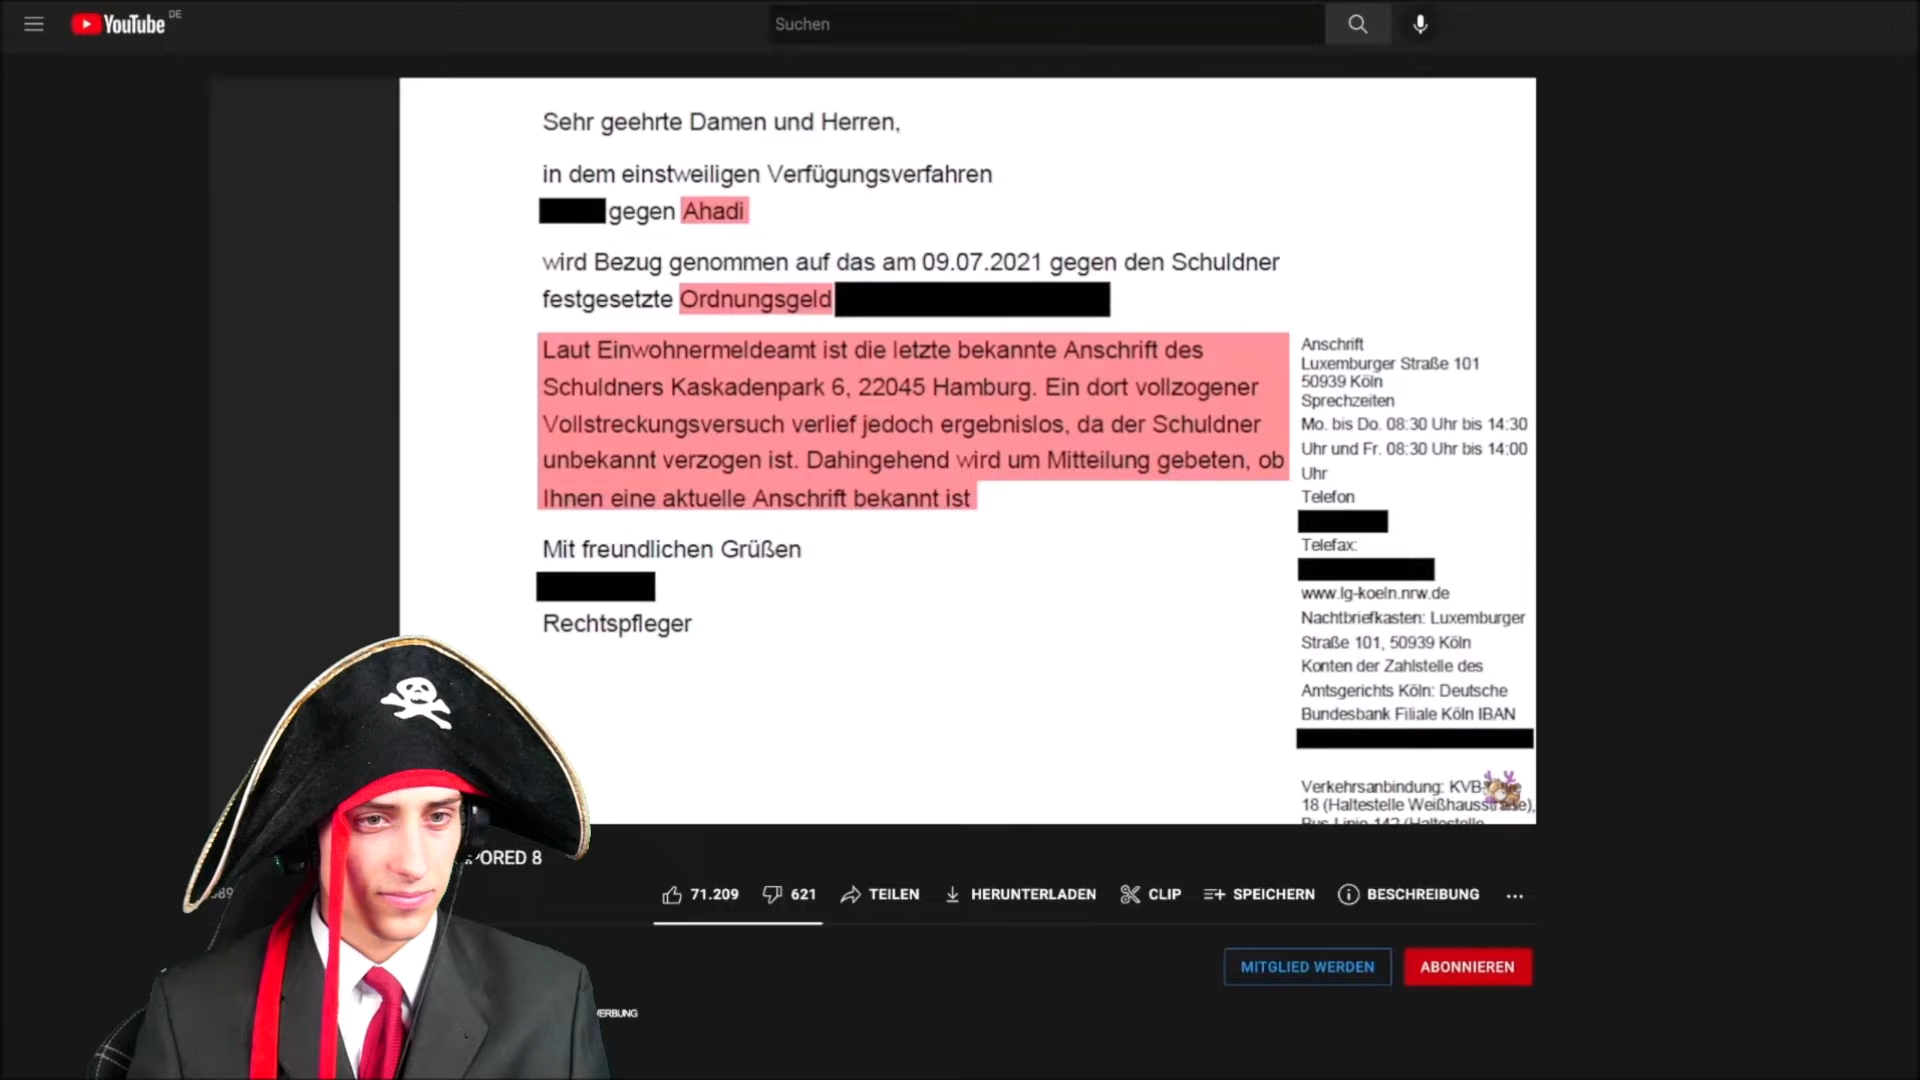 YouTube DE
Suchen
Sehr geehrte Damen und Herren,
in dem einstweiligen Verfügungsverfahren
gegen Ahadi
wird Bezug genommen auf das am 09.07.2021 gegen den Schuldner
festgesetzte Ordnungsgeld
Laut Einwohnermeldeamt ist die letzte bekannte Anschrift des
Schuldners Kaskadenpark 6, 22045 Hamburg. Ein dort vollzogener
Vollstreckungsversuch verlief jedoch ergebnislos, da der Schuldner
unbekannt verzogen ist. Dahingehend wird um Mitteilung gebeten, ob
Ihnen eine aktuelle Anschrift bekannt ist
Mit freundlichen Grüßen
Rechtspfleger
Anschrift
Luxemburger Straße 101
50939 Köln
Sprechzeiten
Mo. bis Do. 08:30 Uhr bis 14:30
Uhr und Fr. 08:30 Uhr bis 14:00
Uhr
Telefon
Telefax:
www.lg-koeln.nrw.de
Nachtbriefkasten: Luxemburger
Straße 101, 50939 Köln
Konten der Zahlstelle des
Amtsgerichts Köln: Deutsche
Bundesbank Filiale Köln IBAN
Verkehrsanbindung: KVB
18 (Haltestelle Weißhausstraße),
Bus Linie 142 (Haltestelle
PORED 8
71.209 621 TEILEN HERUNTERLADEN CLIP SPEICHERN BESCHREIBUNG
MITGLIED WERDEN ABONNIEREN